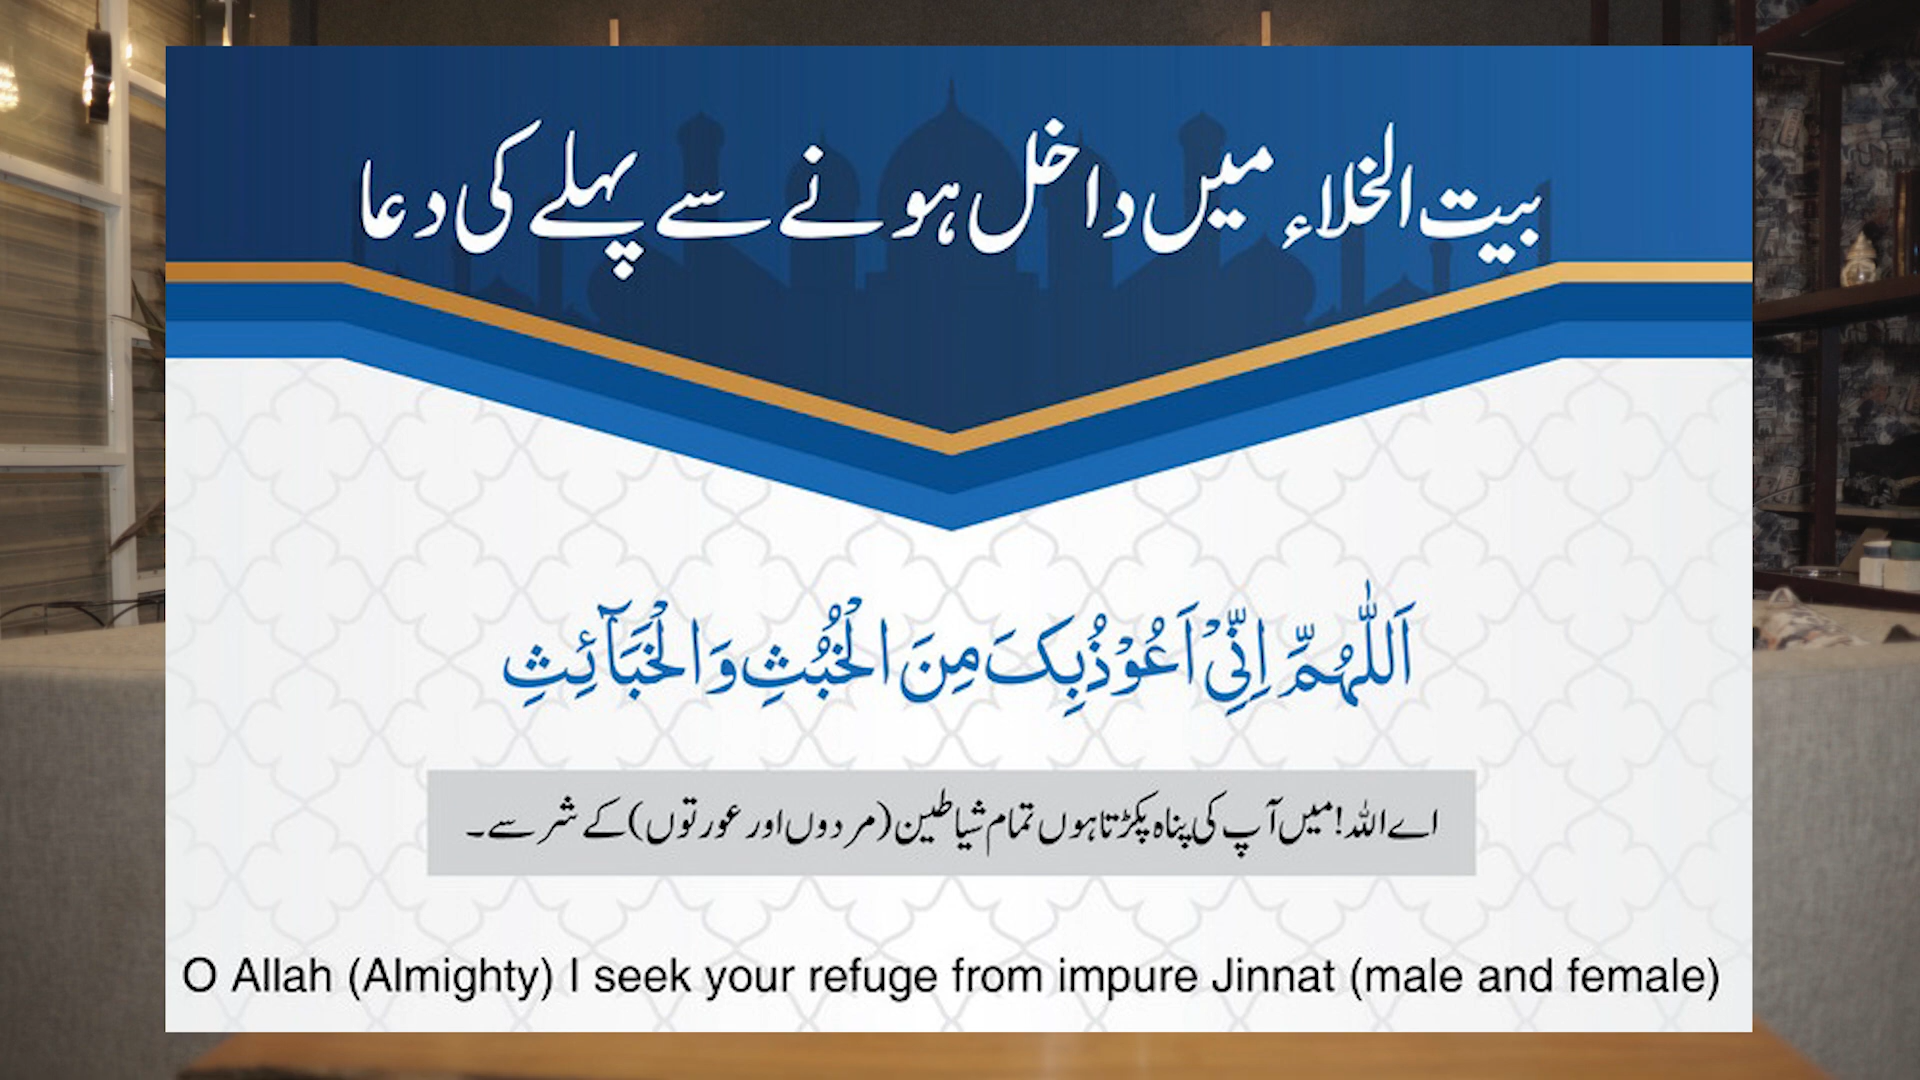 بیت الخلاء میں داخل ہونے سے پہلے کی دعا
اَللّٰہُمَّ اِنِّیْ اَعُوْذُبِکَ مِنَ الْخُبُثِ وَالْخَبَآئِثِ
اے اللہ! میں آپ کی پناہ پکڑتا ہوں تمام شیاطین (مردوں اور عورتوں) کے شر سے۔
O Allah (Almighty) I seek your refuge from impure Jinnat (male and female)